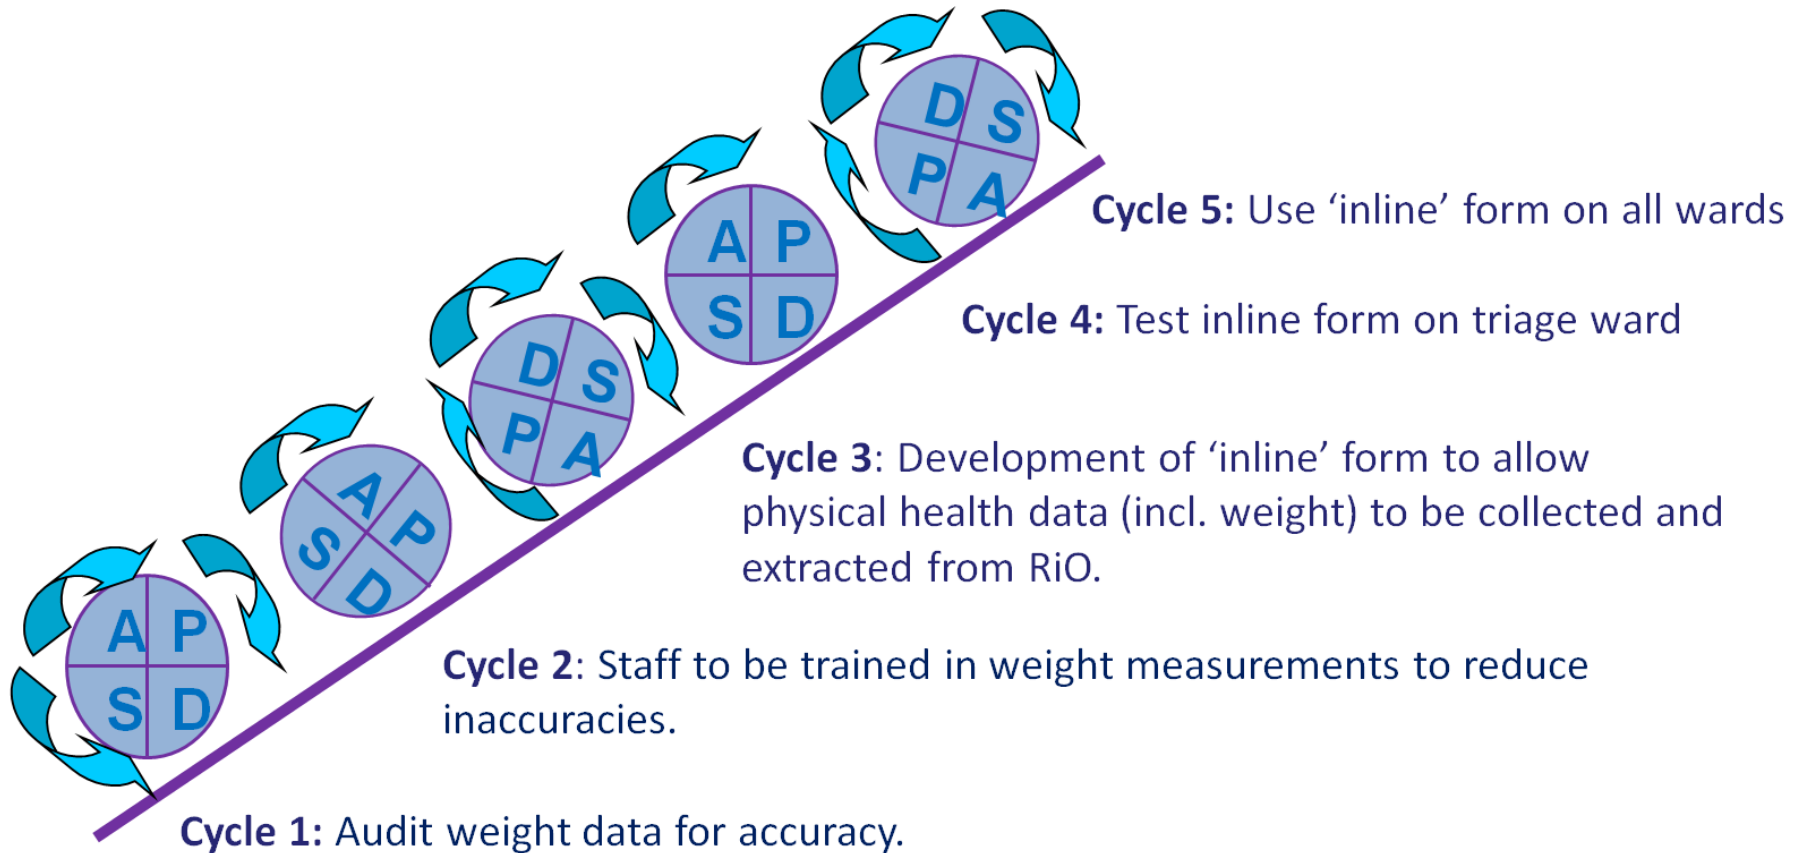 D S
P A
Cycle 5: Use ‘inline’ form on all wards
A P
S D
Cycle 4: Test inline form on triage ward
D S
P A
Cycle 3: Development of ‘inline’ form to allow
physical health data (incl. weight) to be collected and
extracted from RiO.
A P
S D
Cycle 2: Staff to be trained in weight measurements to reduce
inaccuracies.
A P
S D
Cycle 1: Audit weight data for accuracy.